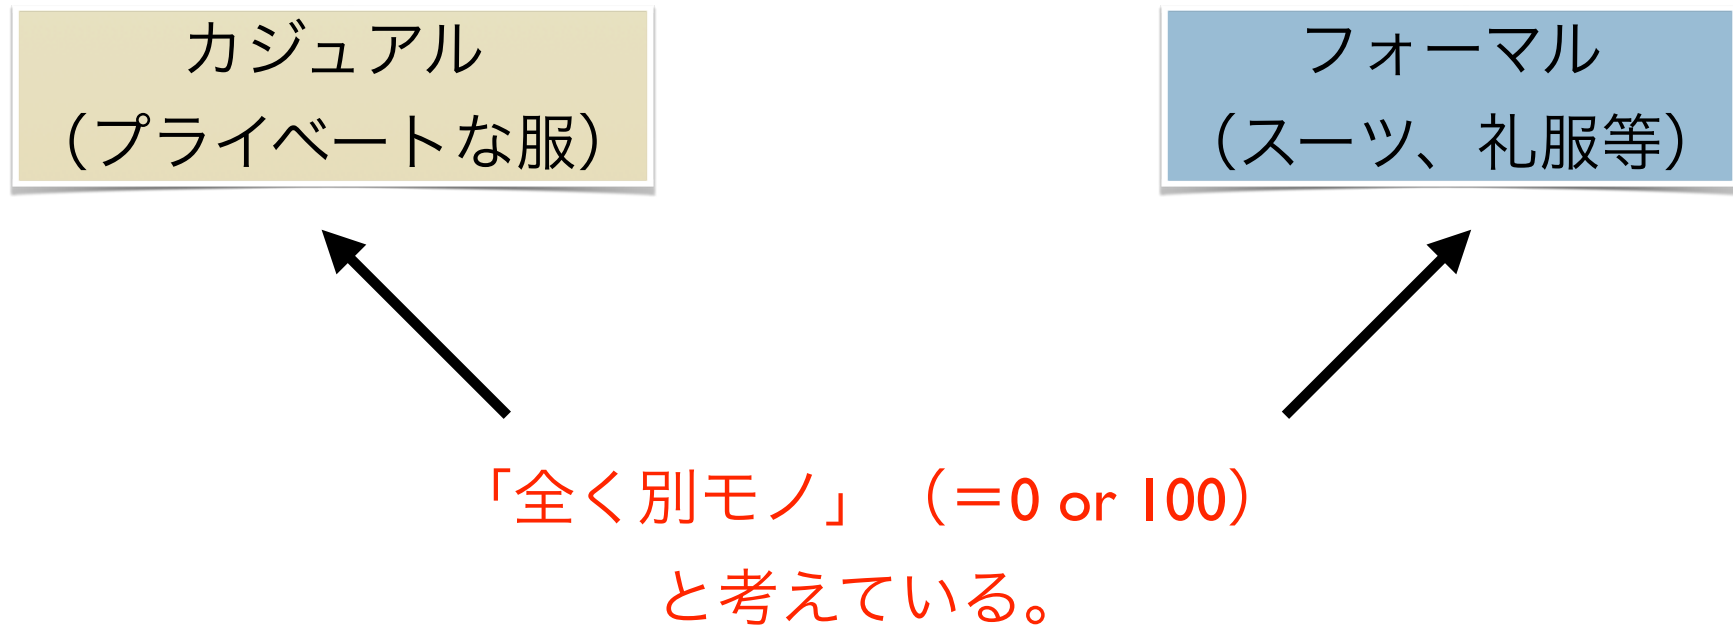 カジュアル
（プライベートな服）
フォーマル
（スーツ、礼服等）
「全く別モノ」（＝0 or 100）
と考えている。